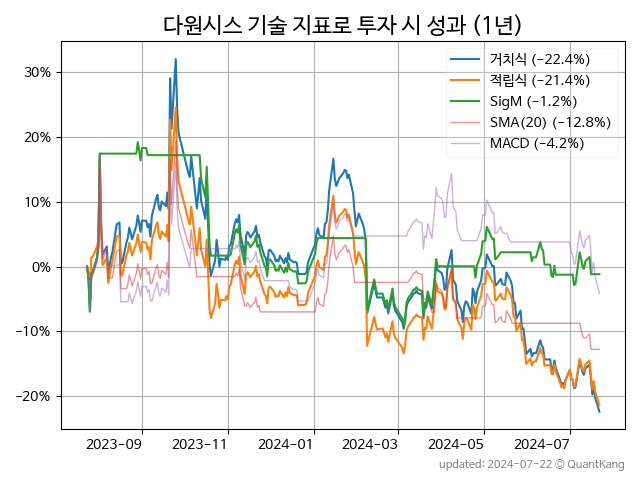 다원시스 기술 지표로 투자 시 성과 (1년)
거치식 (-22.4%)
적립식 (-21.4%)
SigM (-1.2%)
SMA(20) (-12.8%)
MACD (-4.2%)
30%
20%
10%
0%
-10%
-20%
2023-09
2023-11
2024-01
2024-03
2024-05
2024-07
updated: 2024-07-22 © QuantKang